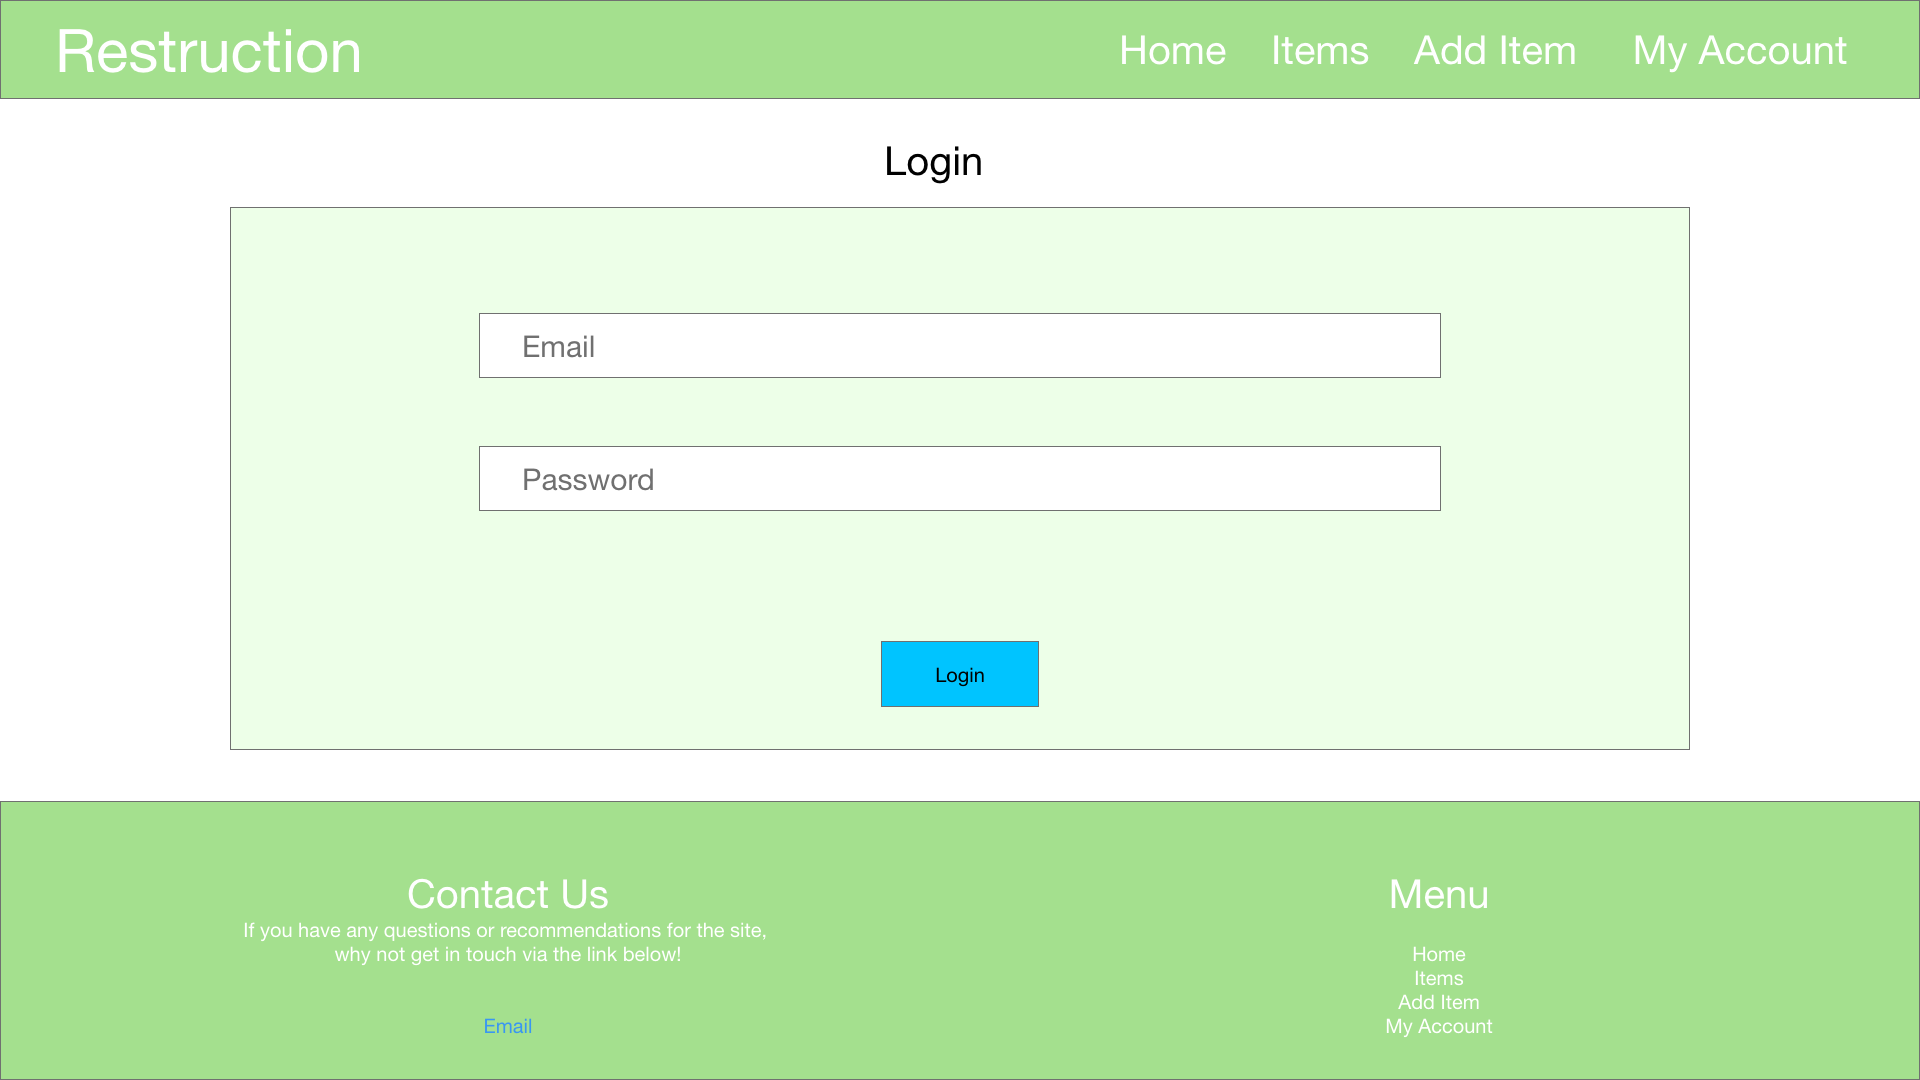 Restruction
Home Items Add Item My Account
Login
Email
Password
Login
Contact Us
If you have any questions or recommendations for the site,
why not get in touch via the link below!
Email
Menu
Home
Items
Add Item
My Account